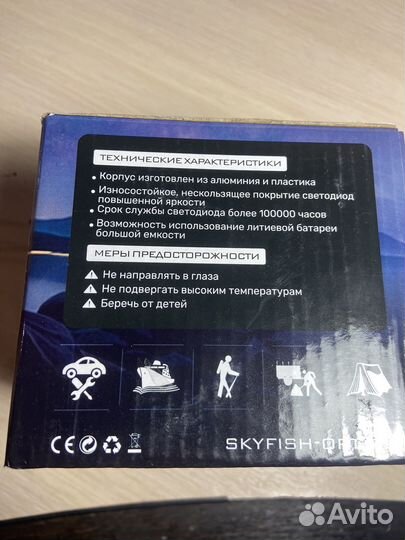 ТЕХНИЧЕСКИЕ ХАРАКТЕРИСТИКИ
• Корпус изготовлен из алюминия и пластика
• Износостойкое, нескользящее покрытие светодиод
повышенной яркости
• Срок службы светодиода более 100000 часов
• Возможность использование литиевой батареи
большой емкости
МЕРЫ ПРЕДОСТОРОЖНОСТИ
Не направлять в глаза
Не подвергать высоким температурам
Беречь от детей
CE
Avito